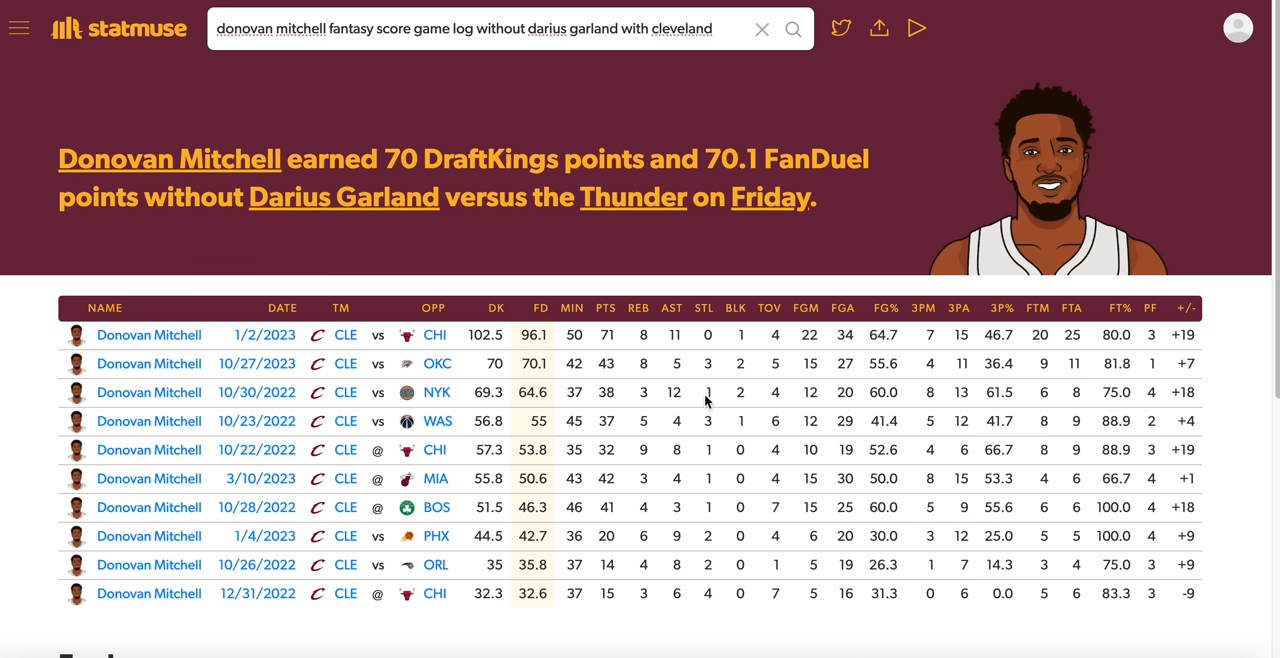 statmuse
donovan mitchell fantasy score game log without darius garland with cleveland
Donovan Mitchell earned 70 DraftKings points and 70.1 FanDuel
points without Darius Garland versus the Thunder on Friday.
NAME DATE TM OPP DK FD MIN PTS REB AST STL BLK TOV FGM FGA FG% 3PM 3PA 3P% FTM FTA FT% PF +/-
Donovan Mitchell 1/2/2023 CLE vs CHI 102.5 96.1 50 71 8 11 0 1 4 22 34 64.7 7 15 46.7 20 25 80.0 3 +19
Donovan Mitchell 10/27/2023 CLE vs OKC 70 70.1 42 43 8 5 3 2 5 15 27 55.6 4 11 36.4 9 11 81.8 1 +7
Donovan Mitchell 10/30/2022 CLE vs NYK 69.3 64.6 37 38 3 12 1 2 4 12 20 60.0 8 13 61.5 6 8 75.0 4 +18
Donovan Mitchell 10/23/2022 CLE vs WAS 56.8 55 45 37 5 4 3 1 6 12 29 41.4 5 12 41.7 8 9 88.9 2 +4
Donovan Mitchell 10/22/2022 CLE @ CHI 57.3 53.8 35 32 9 8 1 0 4 10 19 52.6 4 6 66.7 8 9 88.9 3 +19
Donovan Mitchell 3/10/2023 CLE @ MIA 55.8 50.6 43 42 3 4 1 0 4 15 30 50.0 8 15 53.3 4 6 66.7 4 +1
Donovan Mitchell 10/28/2022 CLE @ BOS 51.5 46.3 46 41 4 3 1 0 7 15 25 60.0 5 9 55.6 6 6 100.0 4 +18
Donovan Mitchell 1/4/2023 CLE vs PHX 44.5 42.7 36 20 6 9 2 0 4 6 20 30.0 3 12 25.0 5 5 100.0 4 +9
Donovan Mitchell 10/26/2022 CLE vs ORL 35 35.8 37 14 4 8 2 0 1 5 19 26.3 1 7 14.3 3 4 75.0 3 +9
Donovan Mitchell 12/31/2022 CLE @ CHI 32.3 32.6 37 15 3 6 4 0 7 5 16 31.3 0 6 0.0 5 6 83.3 3 -9